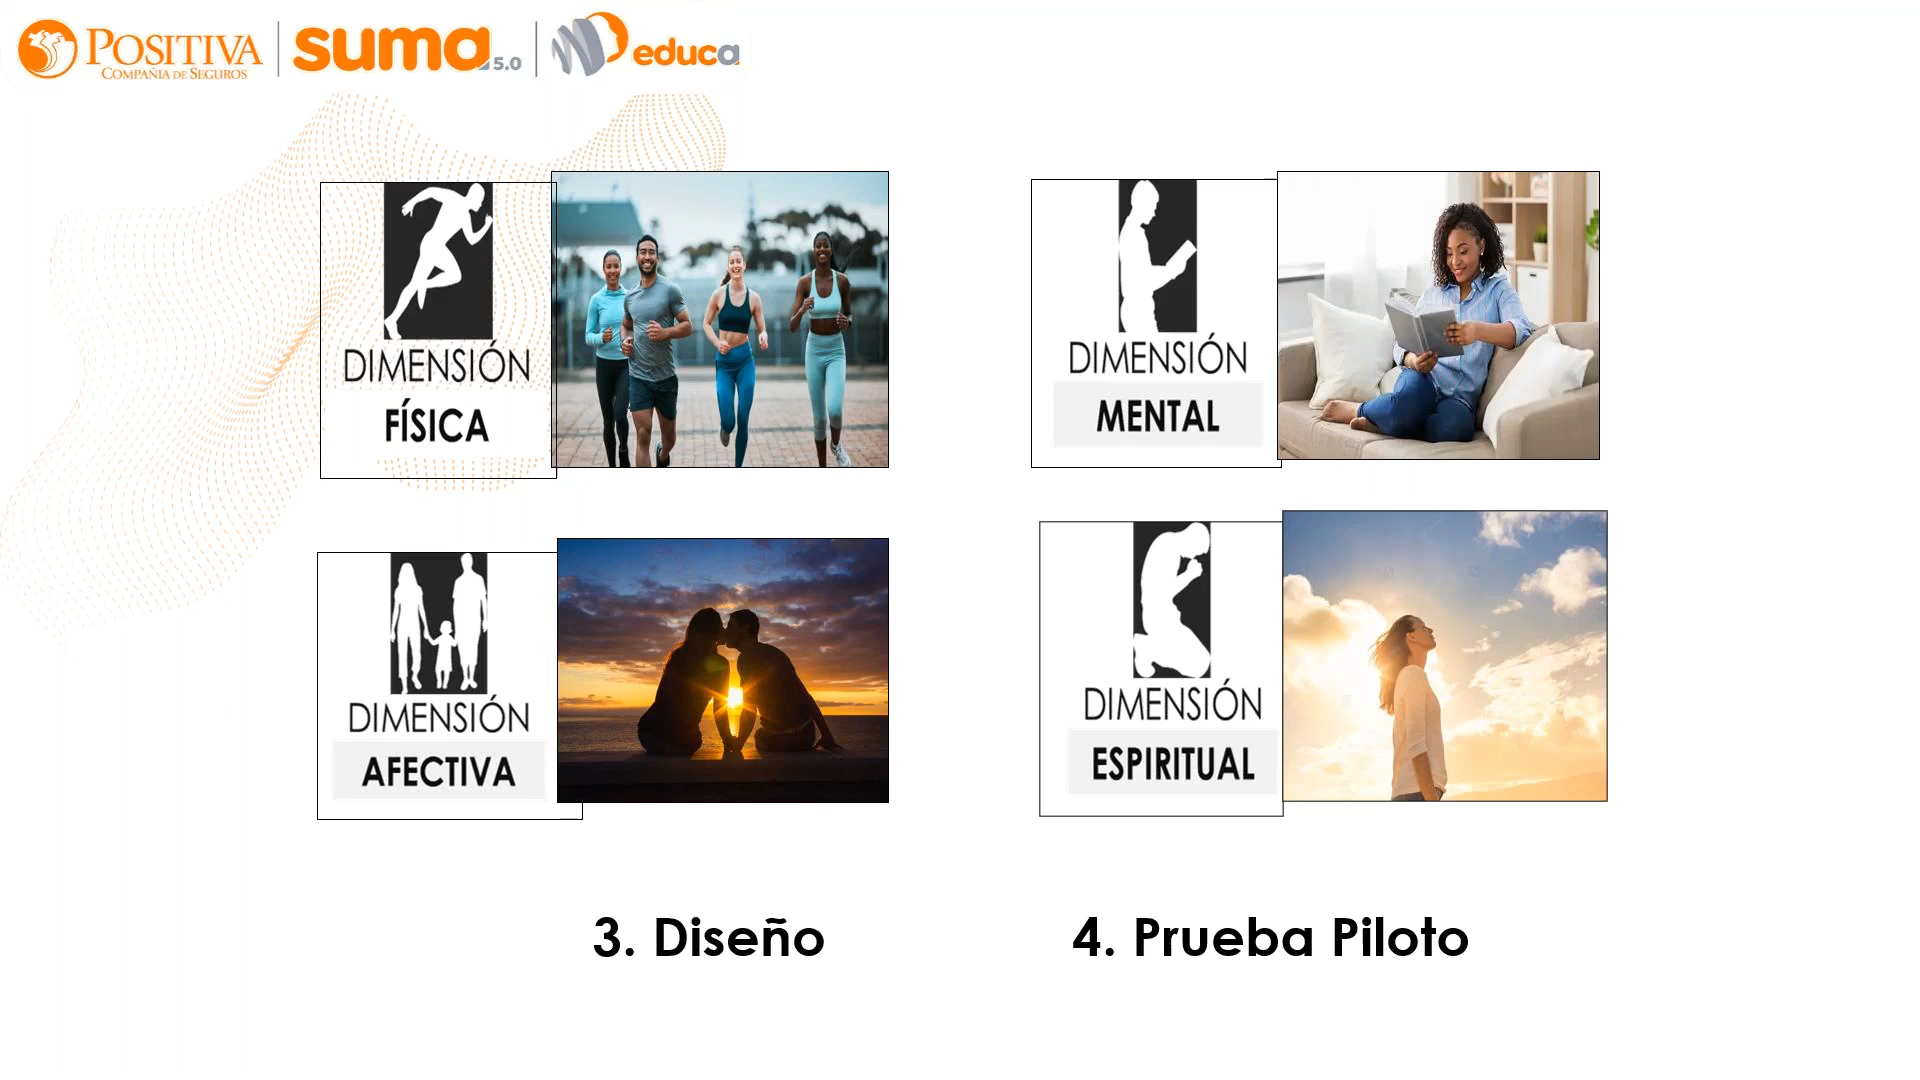 POSITIVA
COMPAÑIA DE SEGUROS
suma 5.0
educa
DIMENSIÓN
FÍSICA
DIMENSIÓN
MENTAL
DIMENSIÓN
AFECTIVA
DIMENSIÓN
ESPIRITUAL
3. Diseño
4. Prueba Piloto